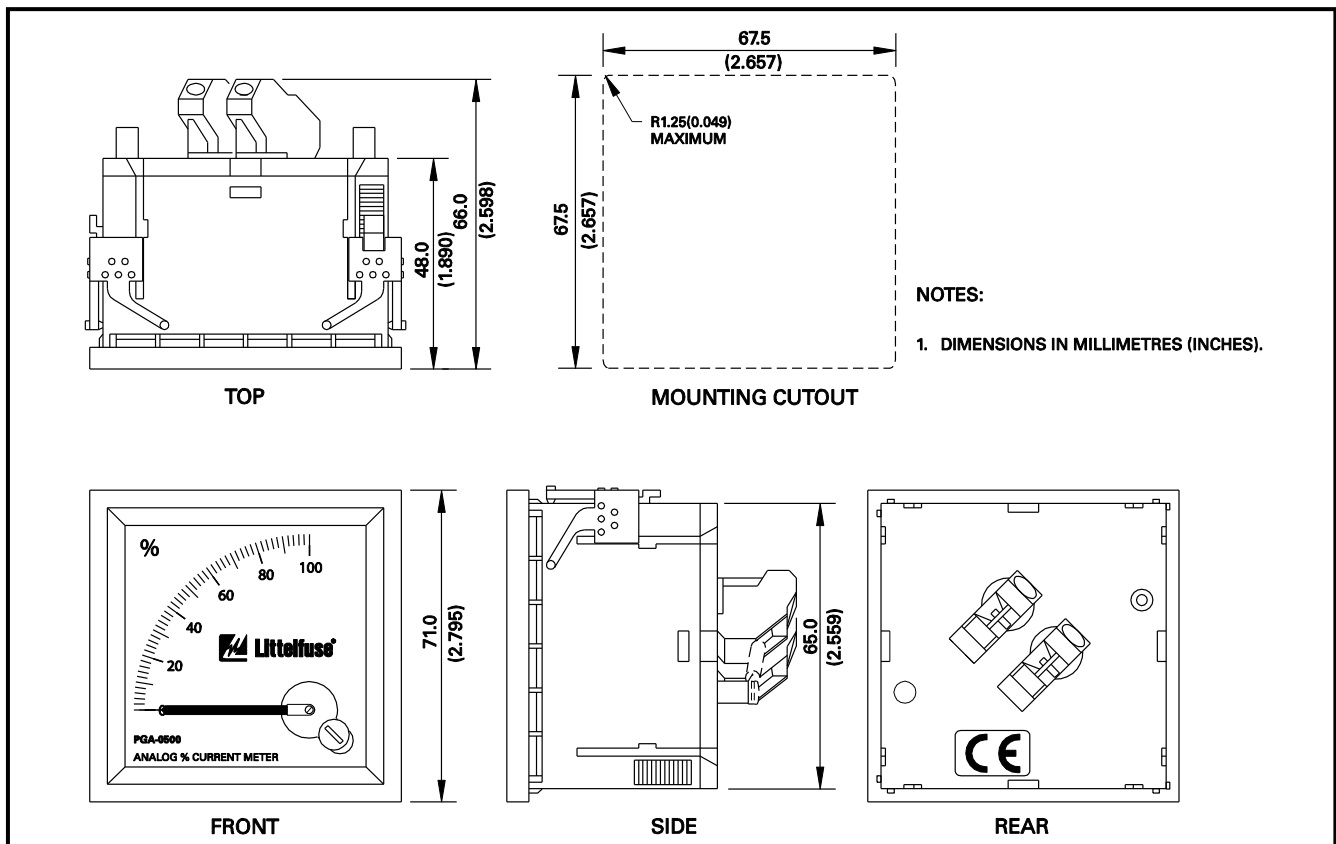 67.5
(2.657)
R1.25(0.049)
MAXIMUM
48.0
(1.890)
66.0
(2.598)
67.5
(2.657)
NOTES:
1. DIMENSIONS IN MILLIMETRES (INCHES).
TOP
MOUNTING CUTOUT
%
20
40
60
80
100
Littelfuse®
PGA-0500
ANALOG % CURRENT METER
71.0
(2.795)
65.0
(2.559)
CE
FRONT
SIDE
REAR